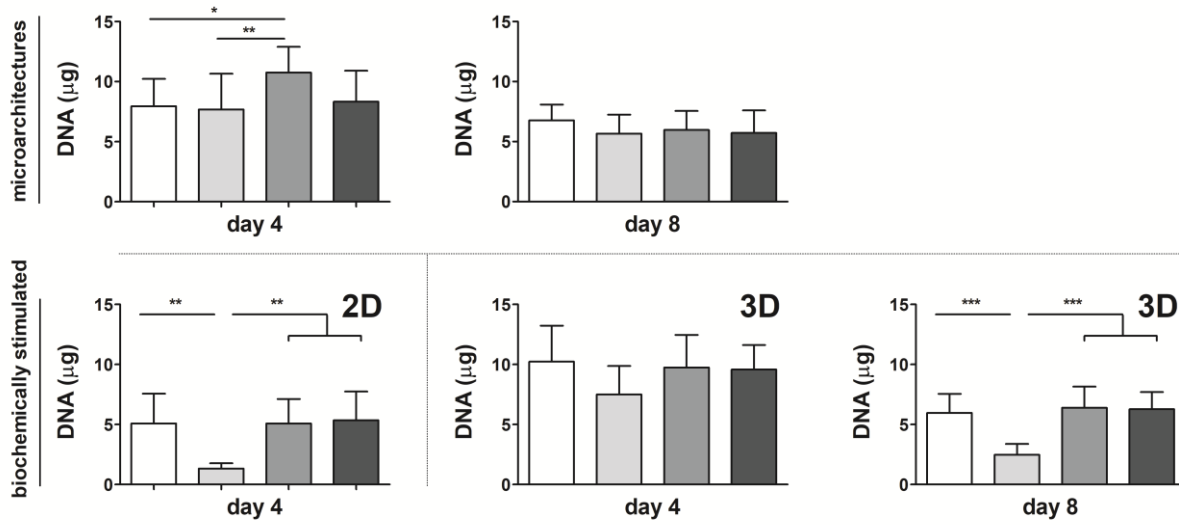 microarchitectures
DNA (μg)
15
10
5
0
*
**
day 4
DNA (μg)
15
10
5
0
day 8
biochemically stimulated
DNA (μg)
15
10
5
0
** **
2D
day 4
DNA (μg)
15
10
5
0
3D
day 4
DNA (μg)
15
10
5
0
*** ***
3D
day 8